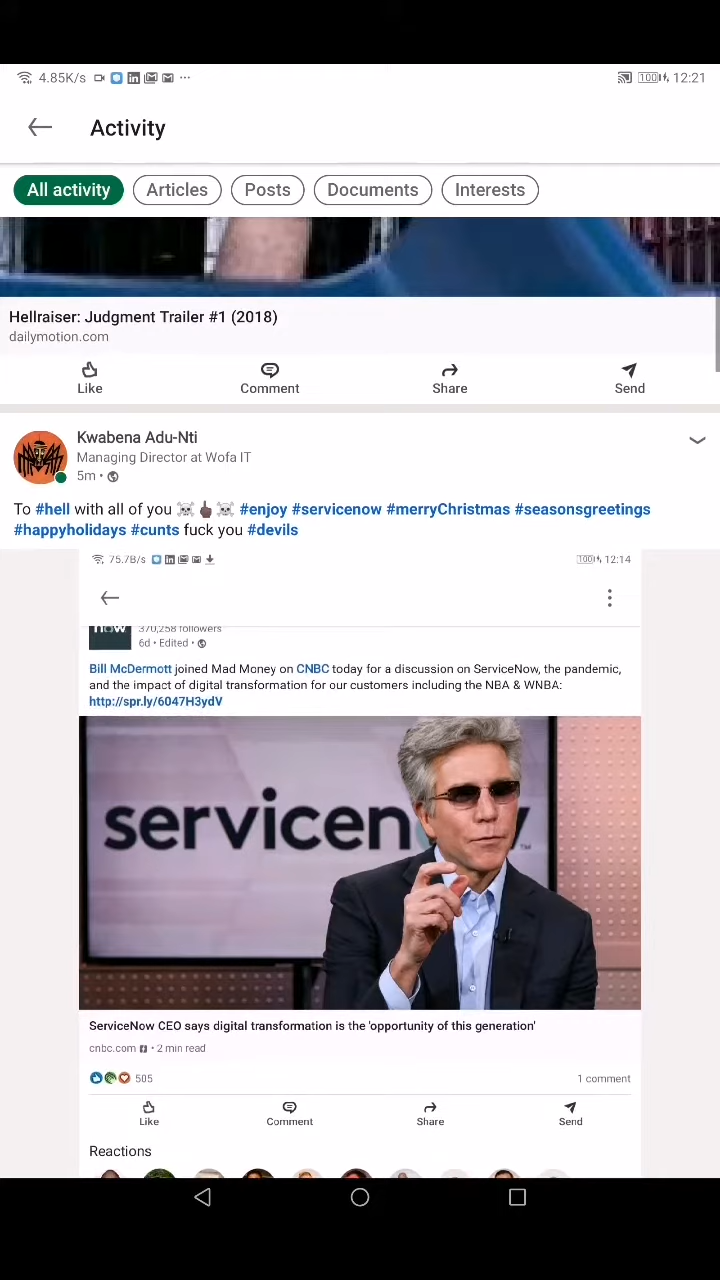 4.85K/s ... 100 12:21
Activity
All activity Articles Posts Documents Interests
Hellraiser: Judgment Trailer #1 (2018)
dailymotion.com
Like Comment Share Send
Kwabena Adu-Nti
Managing Director at Wofa IT
5m •
To #hell with all of you ☠🖕🏿☠ #enjoy #servicenow #merryChristmas #seasonsgreetings
#happyholidays #cunts fuck you #devils
75.7B/s 100 12:14
now 370,258 followers
6d • Edited •
Bill McDermott joined Mad Money on CNBC today for a discussion on ServiceNow, the pandemic,
and the impact of digital transformation for our customers including the NBA & WNBA:
http://spr.ly/6047H3ydV
servicen
ServiceNow CEO says digital transformation is the 'opportunity of this generation'
cnbc.com • 2 min read
505 1 comment
Like Comment Share Send
Reactions